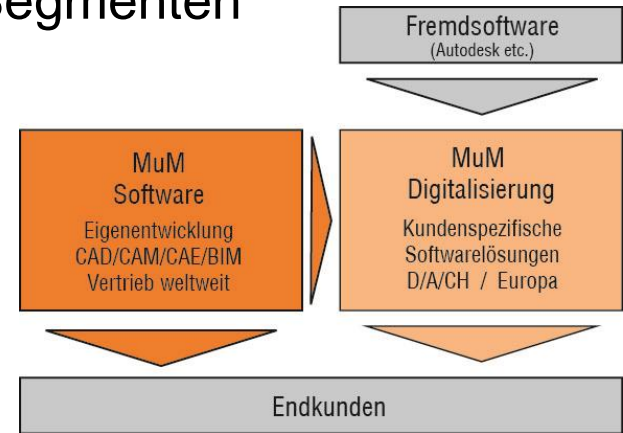 Segmenten
Fremdsoftware
(Autodesk etc.)
MuM
Software
Eigenentwicklung
CAD/CAM/CAE/BIM
Vertrieb weltweit
MuM
Digitalisierung
Kundenspezifische
Softwarelösungen
D/A/CH / Europa
Endkunden